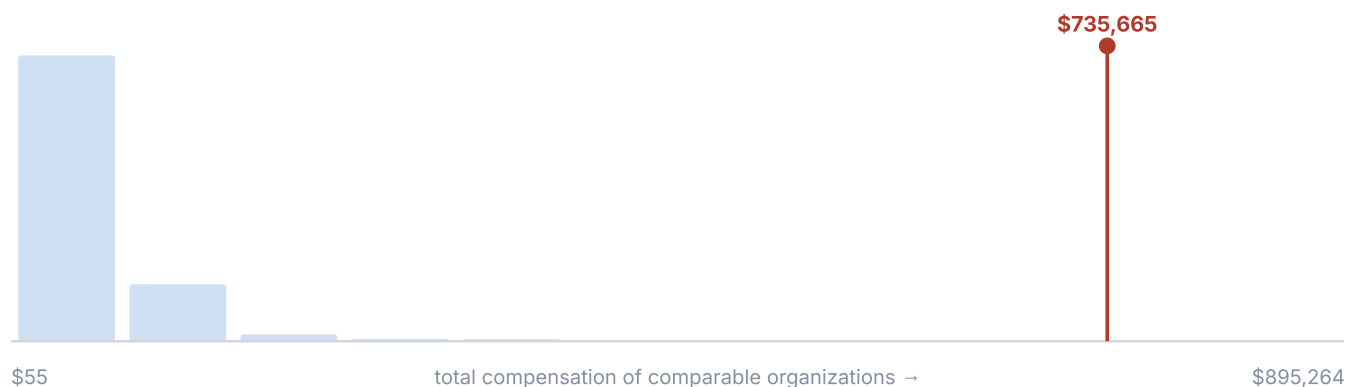 $735,665
$55 total compensation of comparable organizations → $895,264